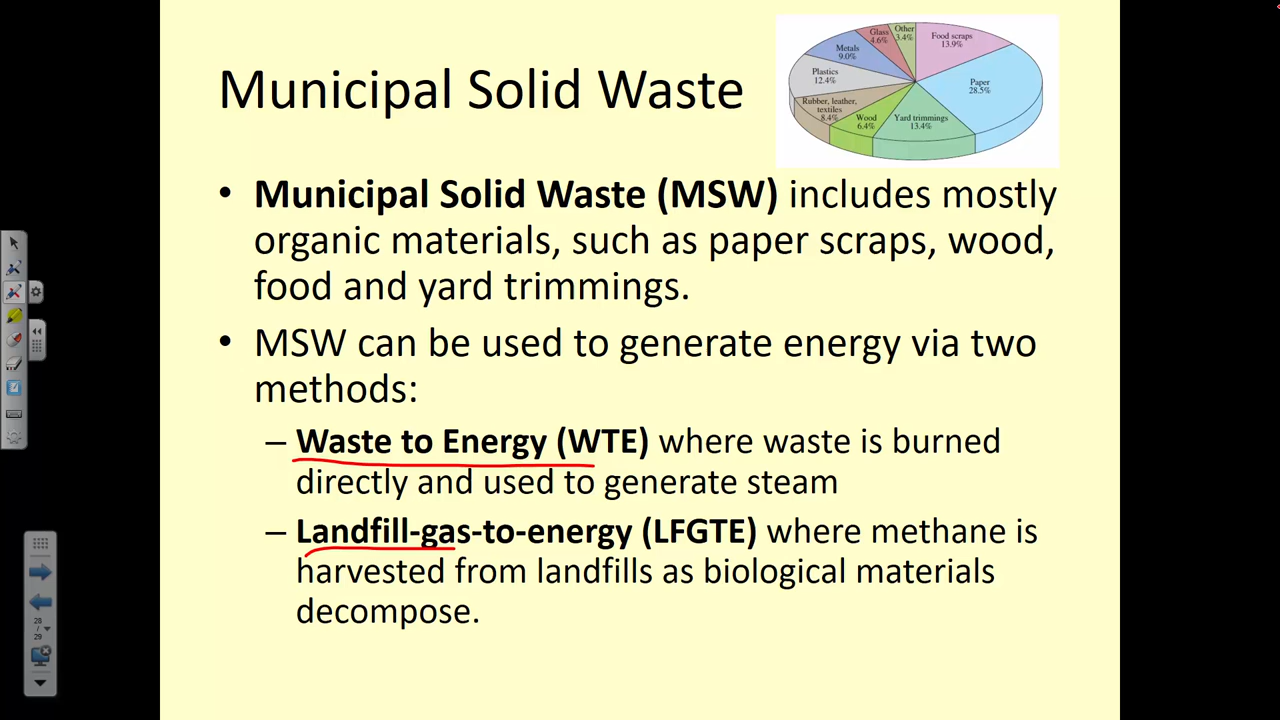 Municipal Solid Waste
Glass
4.6%
Other
3.4%
Food scraps
13.9%
Metals
9.0%
Paper
28.5%
Plastics
12.4%
Rubber, leather,
textiles
8.4%
Wood
6.4%
Yard trimmings
13.4%
• Municipal Solid Waste (MSW) includes mostly
organic materials, such as paper scraps, wood,
food and yard trimmings.
• MSW can be used to generate energy via two
methods:
– Waste to Energy (WTE) where waste is burned
directly and used to generate steam
– Landfill-gas-to-energy (LFGTE) where methane is
harvested from landfills as biological materials
decompose.
28
/
29